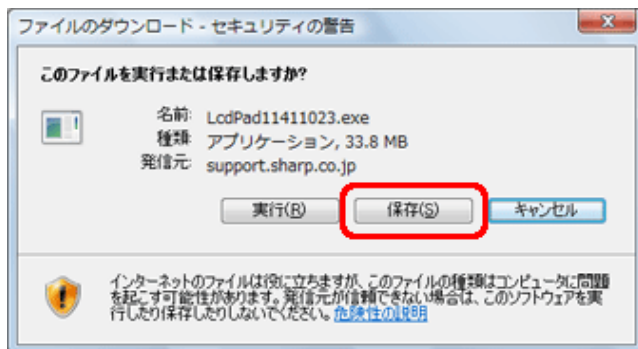 ファイルのダウンロード - セキュリティの警告
このファイルを実行または保存しますか?
名前: LcdPad11411023.exe
種類: アプリケーション, 33.8 MB
発信元: support.sharp.co.jp
実行(R) 保存(S) キャンセル
インターネットのファイルは役に立ちますが、このファイルの種類はコンピュータに問題
を起こす可能性があります。発信元が信頼できない場合は、このソフトウェアを実
行したり保存したりしないでください。危険性の説明